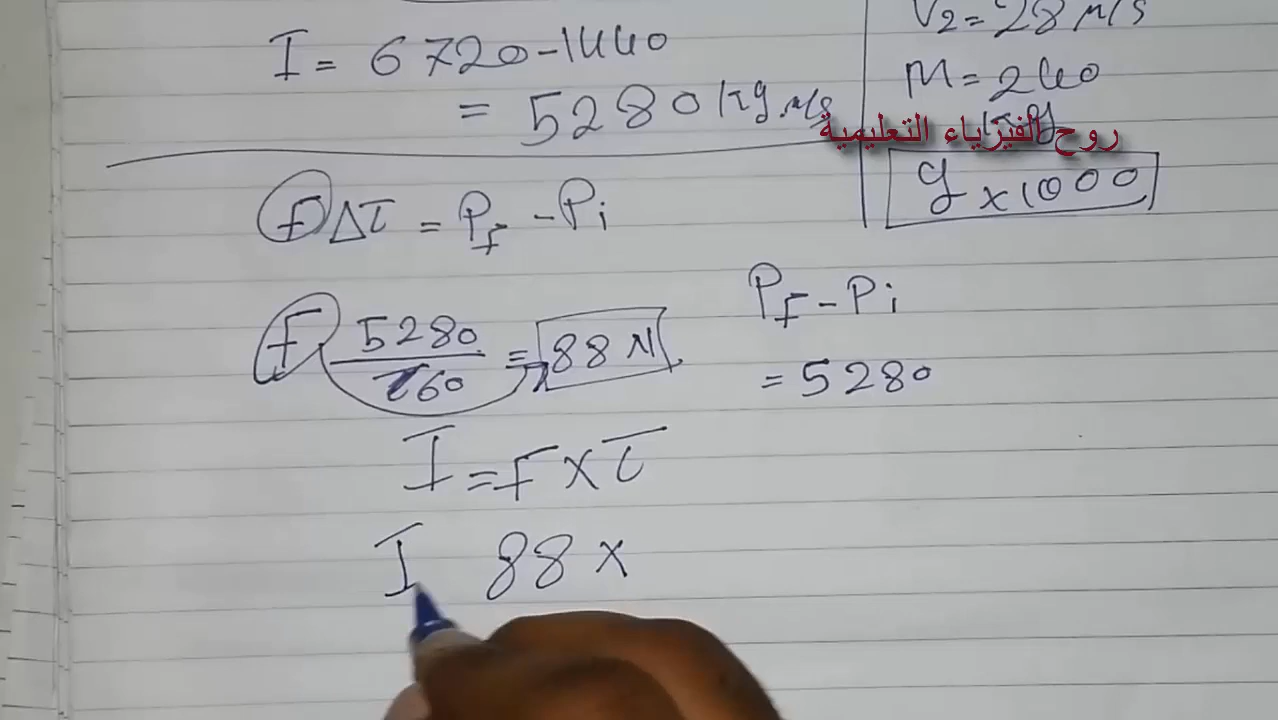 I = 6720 - 1440
= 5280 kg.m/s
V2 = 28 m/s
M = 240
kg
روح الفيزياء التعليمية
g x 1000
F Δt = Pf - Pi
F 5280 / t 60 = 88 N
Pf - Pi
= 5280
I = F x t
I 88 x